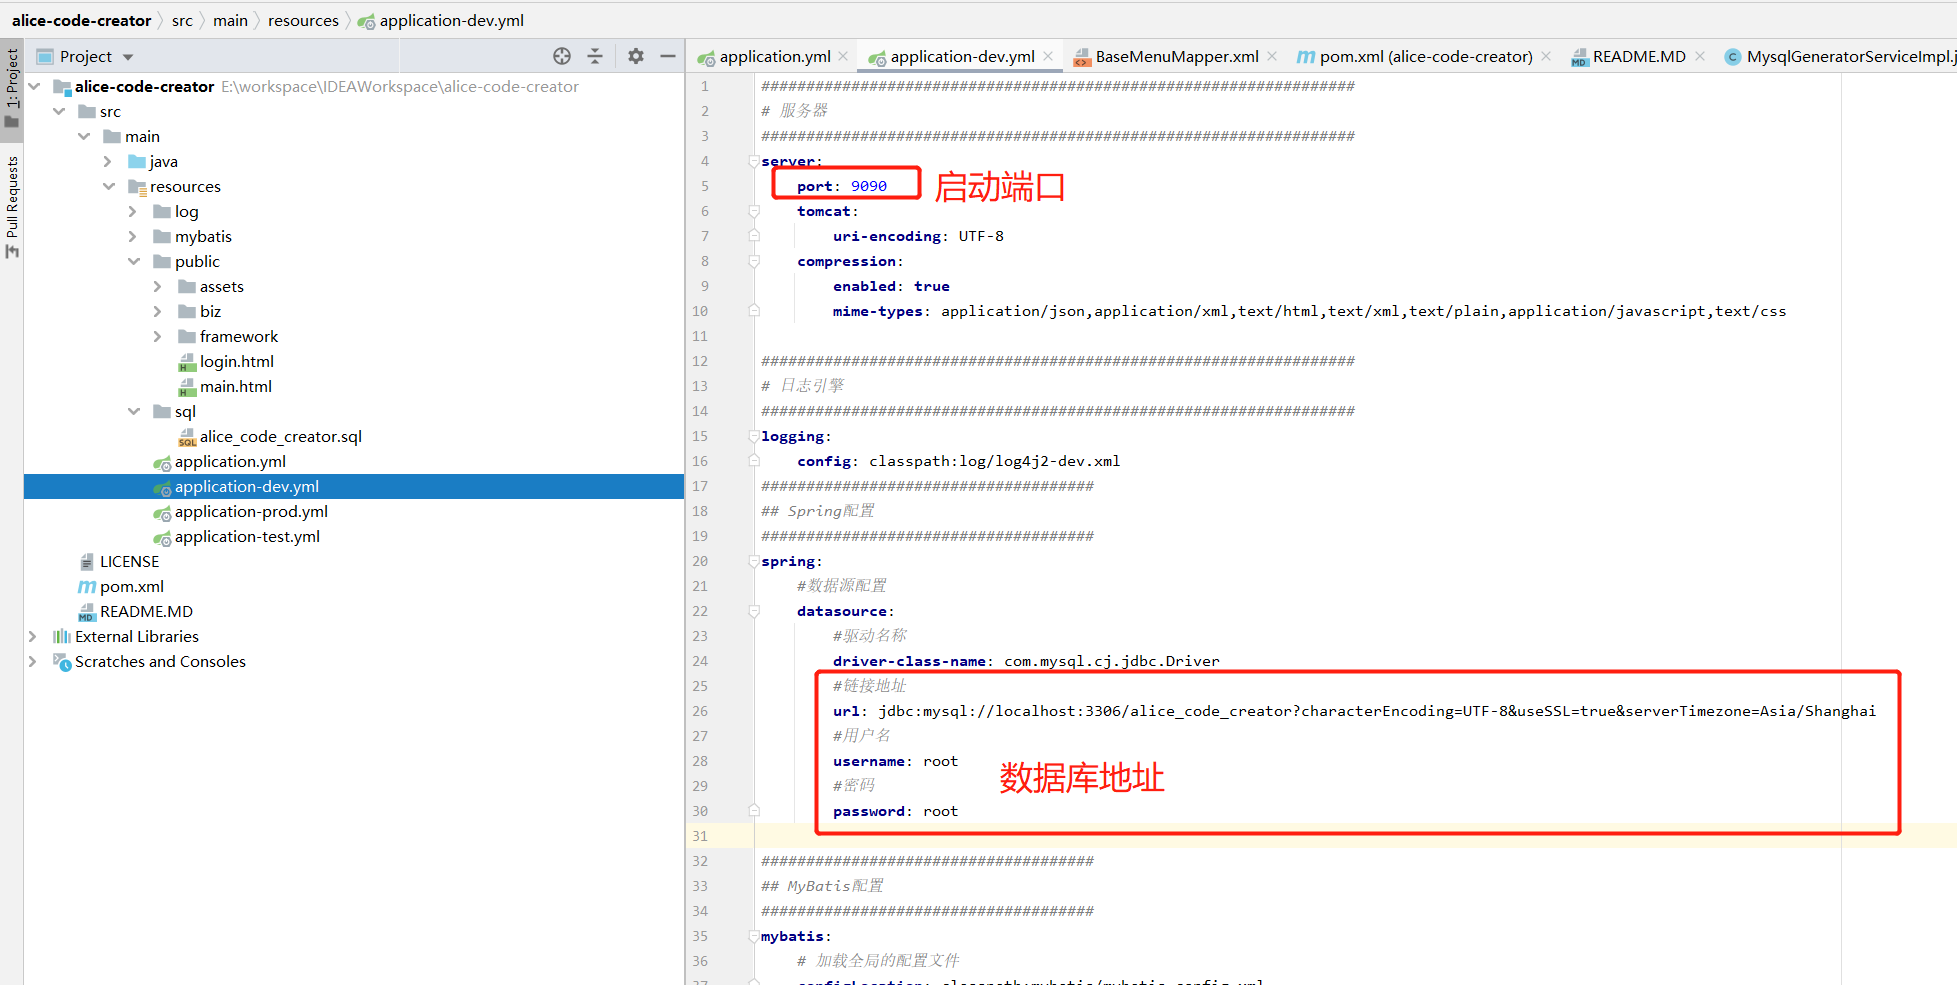 alice-code-creator src main resources application-dev.yml
1: Project
Pull Requests
Project
alice-code-creator E:\workspace\IDEAWorkspace\alice-code-creator
src
main
java
resources
log
mybatis
public
assets
biz
framework
login.html
main.html
sql
alice_code_creator.sql
application.yml
application-dev.yml
application-prod.yml
application-test.yml
LICENSE
pom.xml
README.MD
External Libraries
Scratches and Consoles
application.yml application-dev.yml BaseMenuMapper.xml pom.xml (alice-code-creator) README.MD MysqlGeneratorServiceImpl.j
1 ##################################################################
2 # 服务器
3 ##################################################################
4 server:
5 port: 9090 启动端口
6 tomcat:
7 uri-encoding: UTF-8
8 compression:
9 enabled: true
10 mime-types: application/json,application/xml,text/html,text/xml,text/plain,application/javascript,text/css
11
12 ##################################################################
13 # 日志引擎
14 ##################################################################
15 logging:
16 config: classpath:log/log4j2-dev.xml
17 #####################################
18 ## Spring配置
19 #####################################
20 spring:
21 #数据源配置
22 datasource:
23 #驱动名称
24 driver-class-name: com.mysql.cj.jdbc.Driver
25 #链接地址
26 url: jdbc:mysql://localhost:3306/alice_code_creator?characterEncoding=UTF-8&useSSL=true&serverTimezone=Asia/Shanghai
27 #用户名
28 username: root
数据库地址
29 #密码
30 password: root
31
32 #####################################
33 ## MyBatis配置
34 #####################################
35 mybatis:
36 # 加载全局的配置文件
37 configLocation: classpath:mybatis/mybatis-config.xml